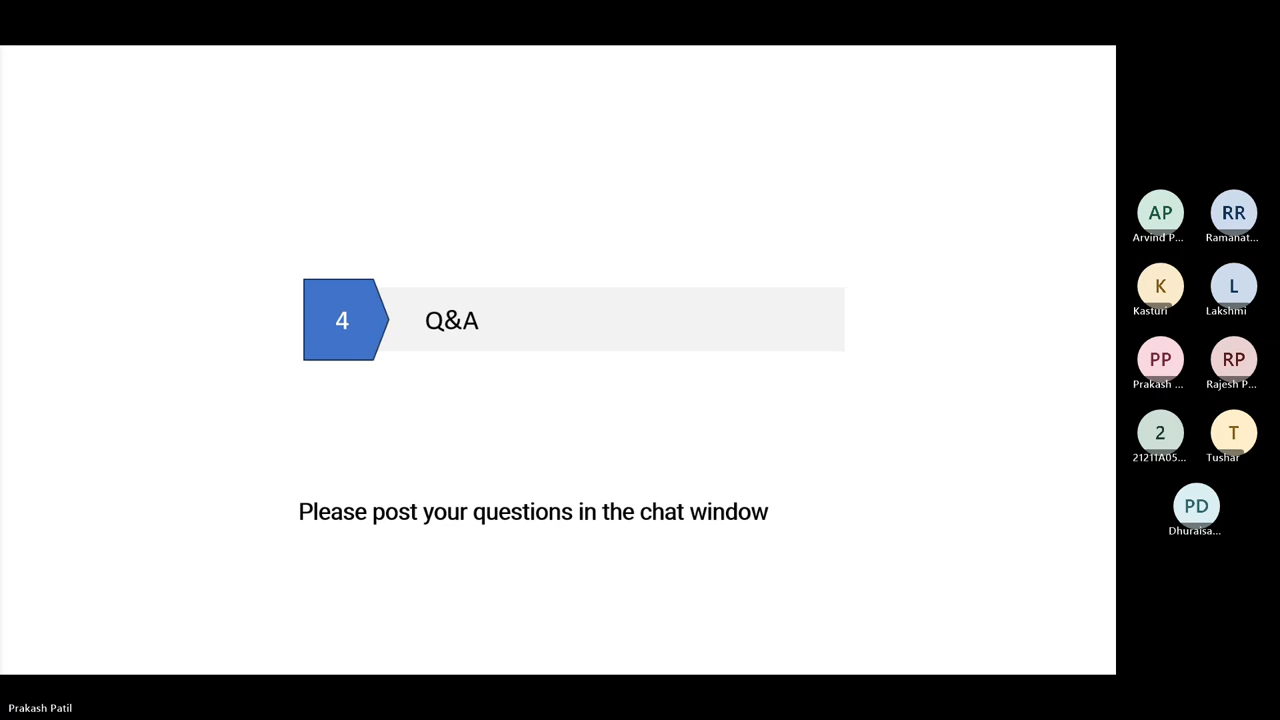 4 Q&A
Please post your questions in the chat window
AP RR
Arvind P... Ramanat...
K L
Kasturi Lakshmi
PP RP
Prakash ... Rajesh P...
2 T
21211A05... Tushar
PD
Dhuraisa...
Prakash Patil